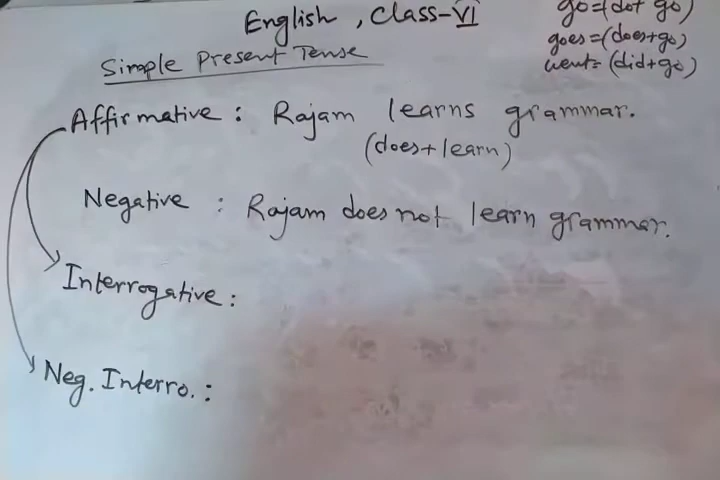 English, Class-VI
go=(do+go)
goes=(does+go)
went=(did+go)
Simple Present Tense
Affirmative : Rajam learns grammar.
(does+learn)
Negative : Rajam does not learn grammar.
Interrogative :
Neg. Interro. :